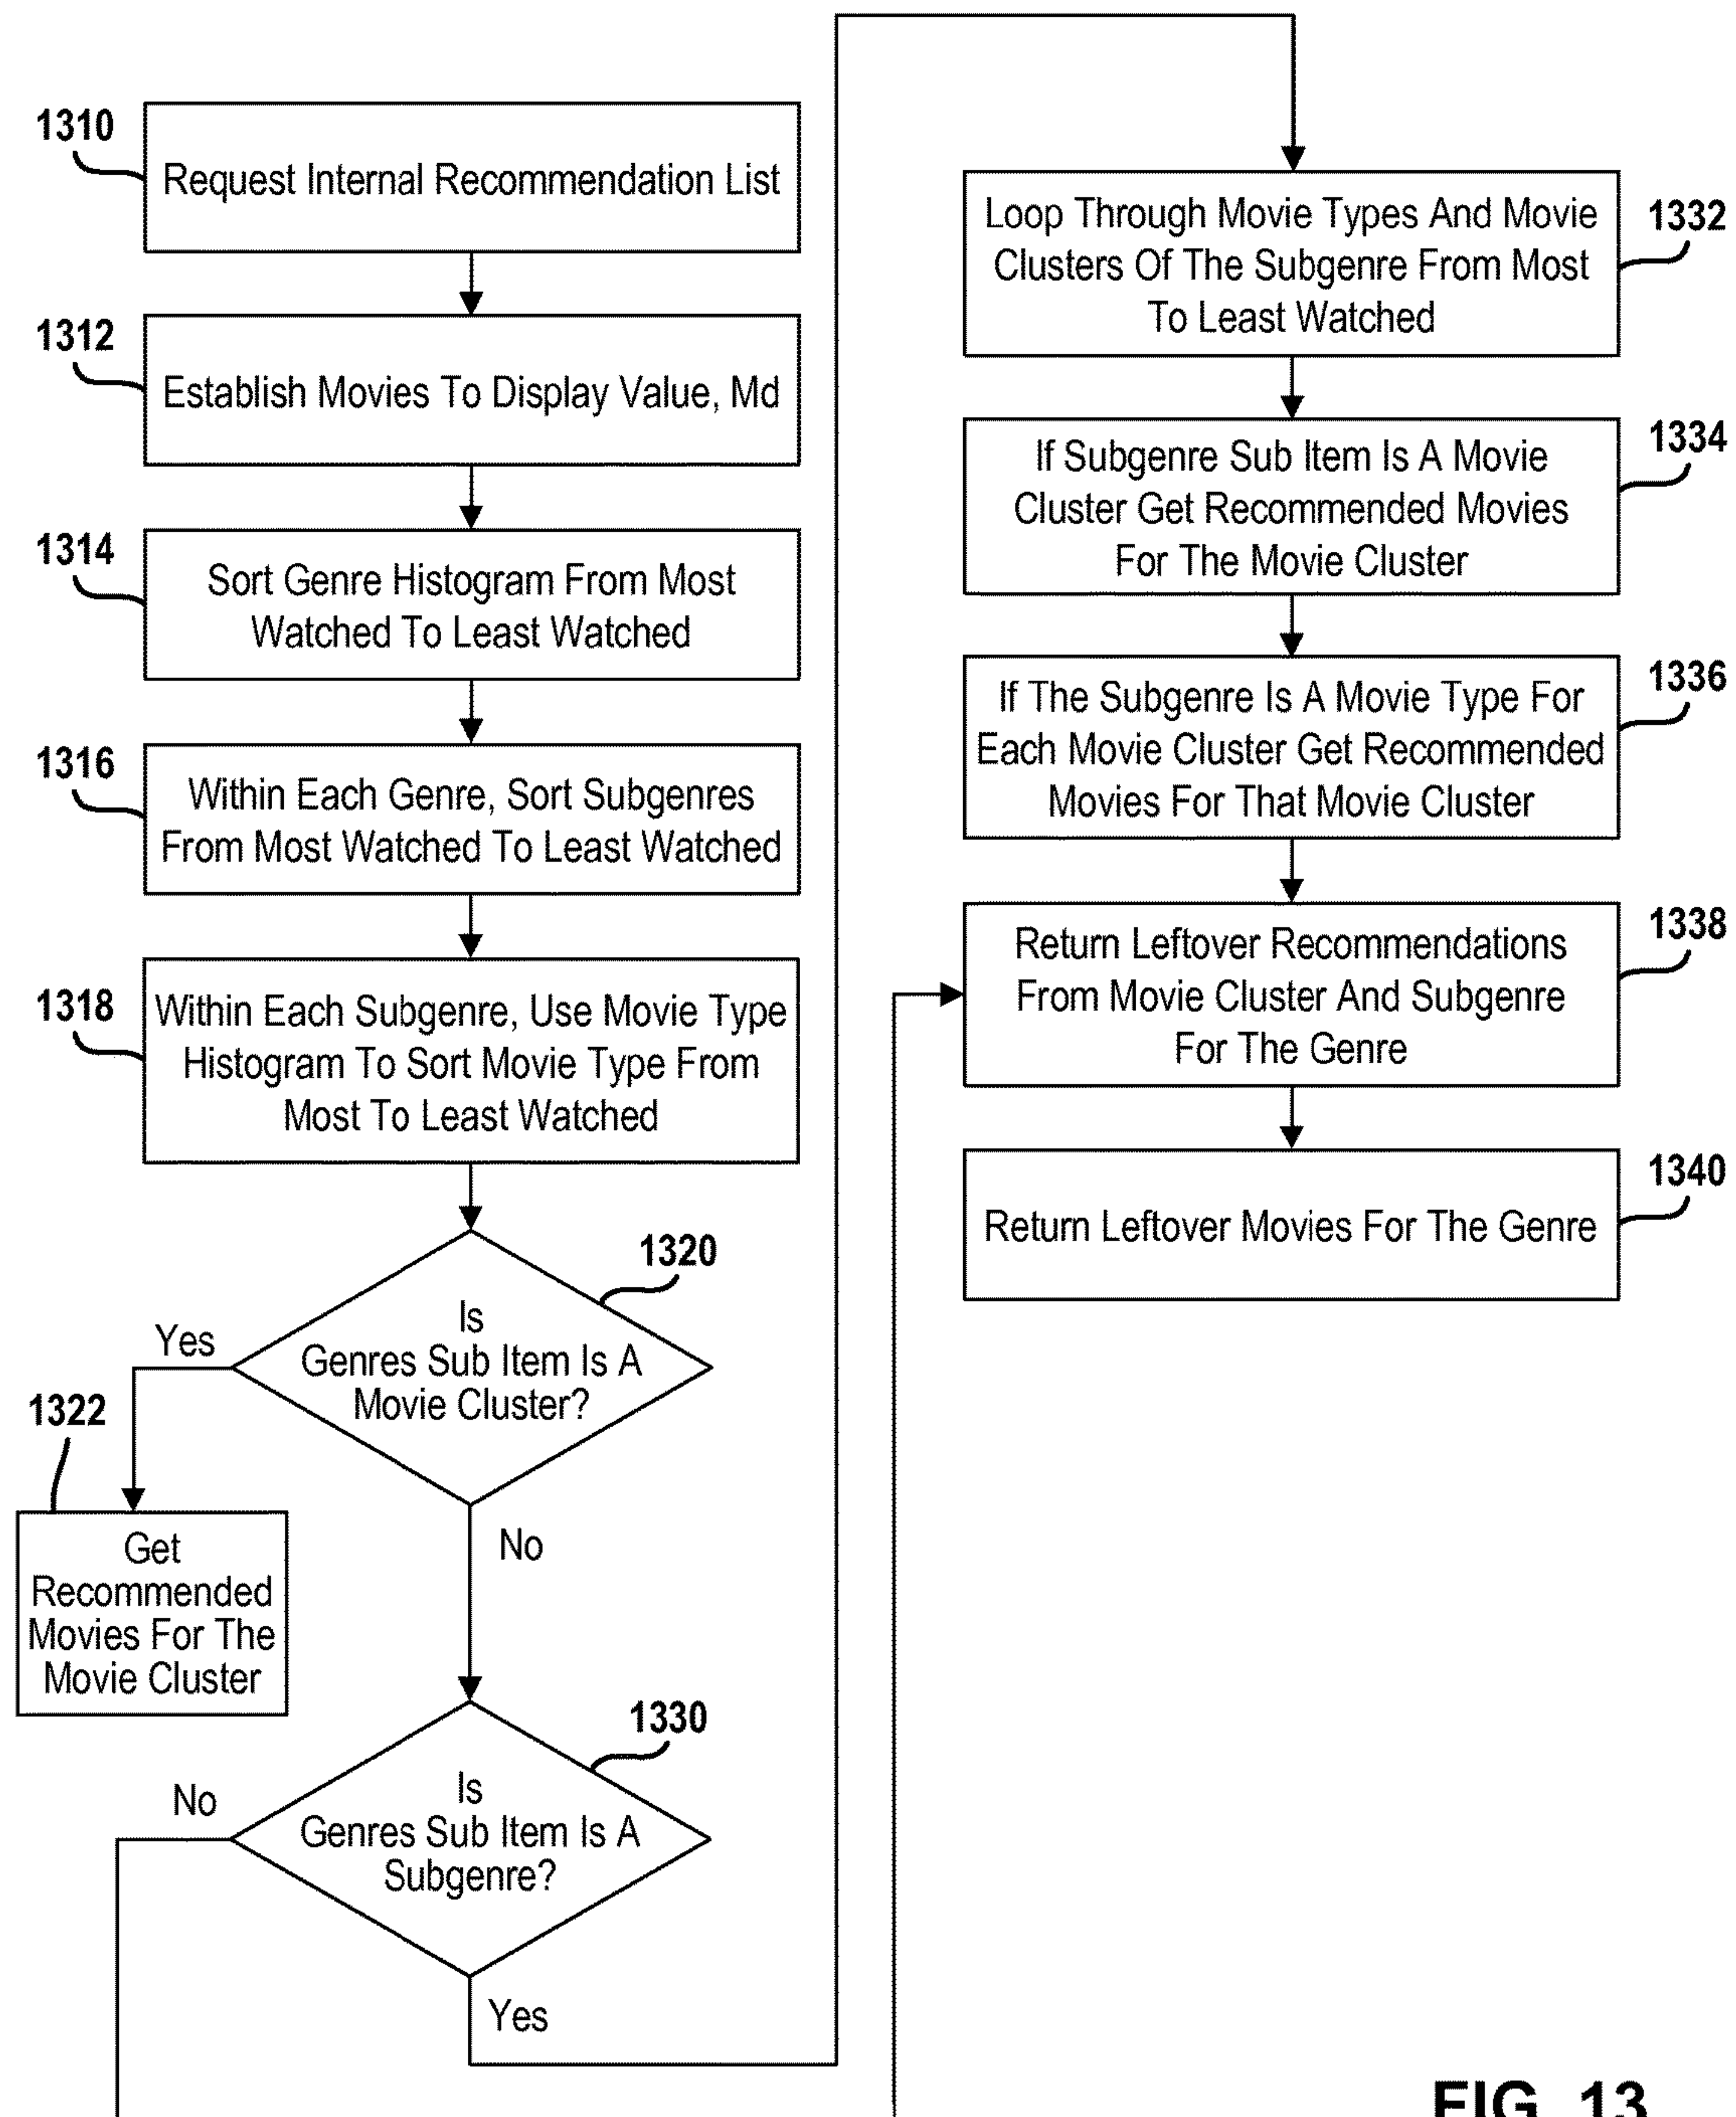 1310
Request Internal Recommendation List
1312
Establish Movies To Display Value, Md
1314
Sort Genre Histogram From Most
Watched To Least Watched
1316
Within Each Genre, Sort Subgenres
From Most Watched To Least Watched
1318
Within Each Subgenre, Use Movie Type
Histogram To Sort Movie Type From
Most To Least Watched
1320
Is
Genres Sub Item Is A
Movie Cluster?
Yes
No
1322
Get
Recommended
Movies For The
Movie Cluster
1330
Is
Genres Sub Item Is A
Subgenre?
No
Yes
1332
Loop Through Movie Types And Movie
Clusters Of The Subgenre From Most
To Least Watched
1334
If Subgenre Sub Item Is A Movie
Cluster Get Recommended Movies
For The Movie Cluster
1336
If The Subgenre Is A Movie Type For
Each Movie Cluster Get Recommended
Movies For That Movie Cluster
1338
Return Leftover Recommendations
From Movie Cluster And Subgenre
For The Genre
1340
Return Leftover Movies For The Genre
FIG. 13